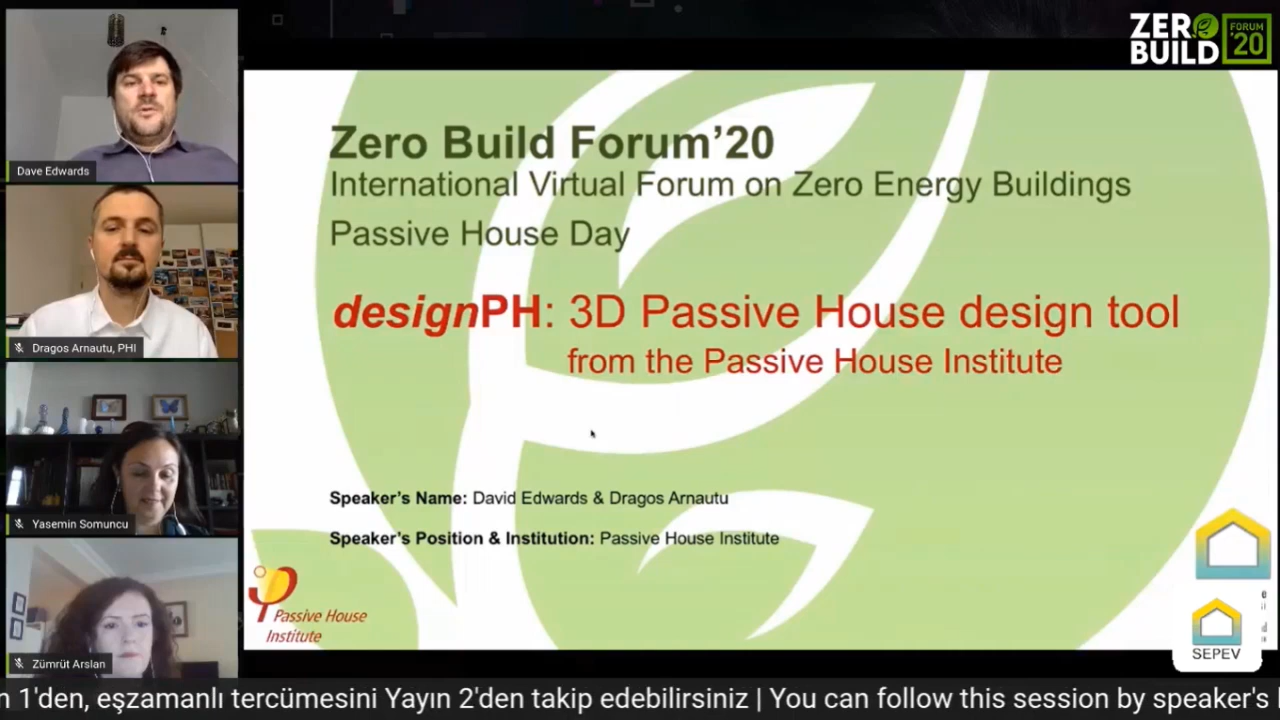 ZERO
BUILD
FORUM
'20
Dave Edwards
Dragos Arnautu, PHI
Yasemin Somuncu
Zümrüt Arslan
Zero Build Forum’20
International Virtual Forum on Zero Energy Buildings
Passive House Day
designPH: 3D Passive House design tool
from the Passive House Institute
Speaker's Name: David Edwards & Dragos Arnautu
Speaker's Position & Institution: Passive House Institute
Passive House
Institute
SEPEV
1'den, eşzamanlı tercümesini Yayın 2'den takip edebilirsiniz | You can follow this session by speaker's